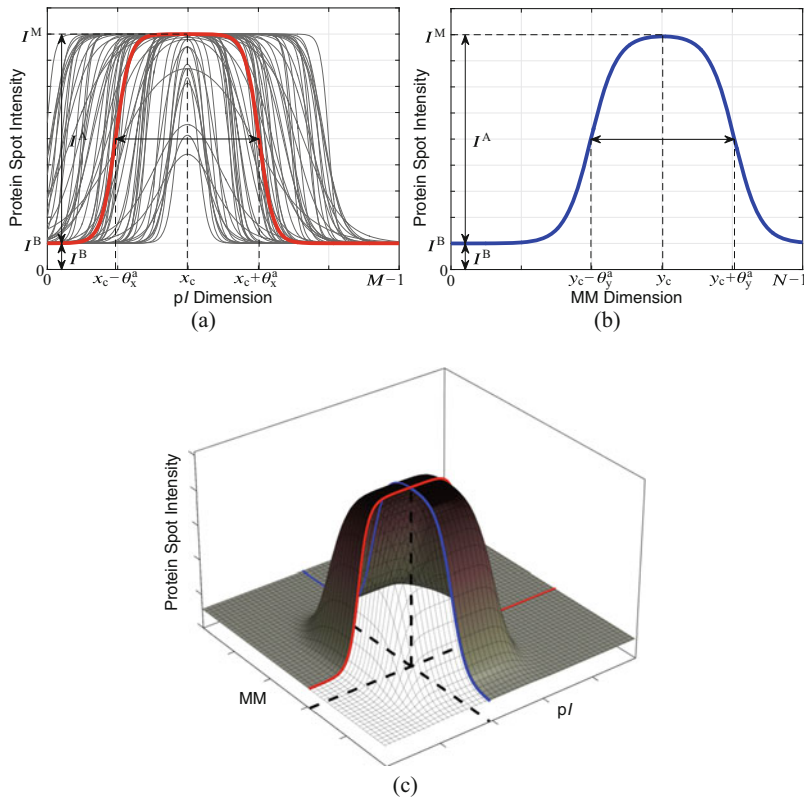 Protein Spot Intensity
I^M
I^A
I^B
I^B
0
0
x_c−θ_x^a
x_c
x_c+θ_x^a
M−1
pI Dimension
(a)
Protein Spot Intensity
I^M
I^A
I^B
I^B
0
0
y_c−θ_y^a
y_c
y_c+θ_y^a
N−1
MM Dimension
(b)
Protein Spot Intensity
MM
pI
(c)